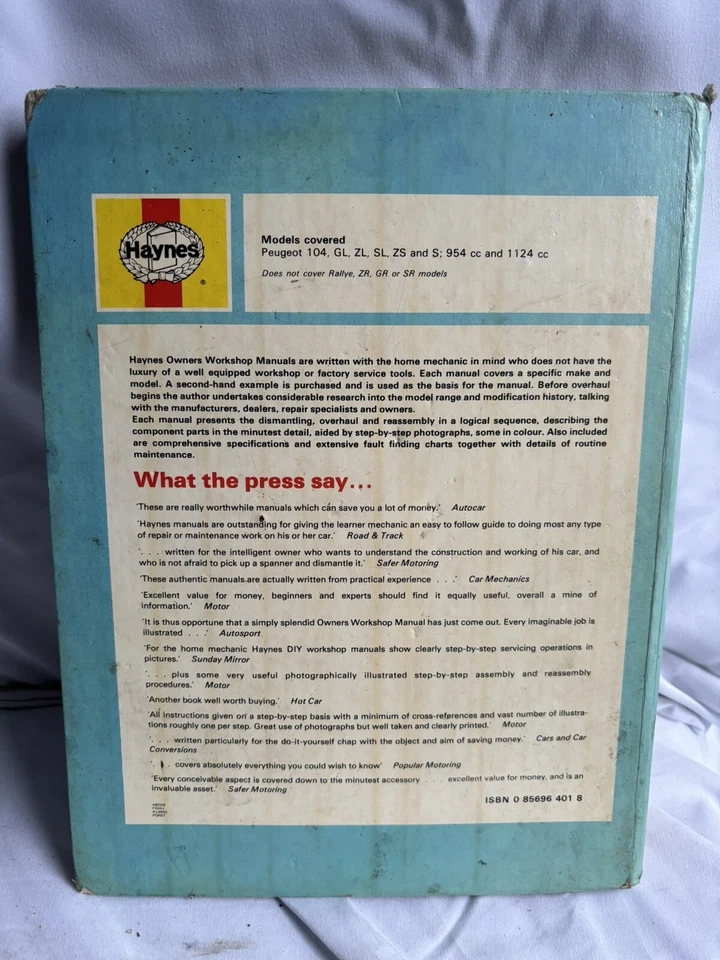 Haynes
®
Models covered
Peugeot 104, GL, ZL, SL, ZS and S; 954 cc and 1124 cc
Does not cover Rallye, ZR, GR or SR models
Haynes Owners Workshop Manuals are written with the home mechanic in mind who does not have the
luxury of a well equipped workshop or factory service tools. Each manual covers a specific make and
model. A second-hand example is purchased and is used as the basis for the manual. Before overhaul
begins the author undertakes considerable research into the model range and modification history, talking
with the manufacturers, dealers, repair specialists and owners.
Each manual presents the dismantling, overhaul and reassembly in a logical sequence, describing the
component parts in the minutest detail, aided by step-by-step photographs, some in colour. Also included
are comprehensive specifications and extensive fault finding charts together with details of routine
maintenance.
What the press say...
'These are really worthwhile manuals which can save you a lot of money.' Autocar
'Haynes manuals are outstanding for giving the learner mechanic an easy to follow guide to doing most any type
of repair or maintenance work on his or her car.' Road & Track
'. . . written for the intelligent owner who wants to understand the construction and working of his car, and
who is not afraid to pick up a spanner and dismantle it.' Safer Motoring
'These authentic manuals are actually written from practical experience . . .' Car Mechanics
'Excellent value for money, beginners and experts should find it equally useful, overall a mine of
information.' Motor
'It is thus opportune that a simply splendid Owners Workshop Manual has just come out. Every imaginable job is
illustrated . . .' Autosport
'For the home mechanic Haynes DIY workshop manuals show clearly step-by-step servicing operations in
pictures.' Sunday Mirror
'. . . plus some very useful photographically illustrated step-by-step assembly and reassembly
procedures.' Motor
'Another book well worth buying.' Hot Car
'All instructions given on a step-by-step basis with a minimum of cross-references and vast number of illustra-
tions roughly one per step. Great use of photographs but well taken and clearly printed.' Motor
'. . . written particularly for the do-it-yourself chap with the object and aim of saving money.' Cars and Car
Conversions
'. . . covers absolutely everything you could wish to know' Popular Motoring
'Every conceivable aspect is covered down to the minutest accessory . . . excellent value for money, and is an
invaluable asset.' Safer Motoring
ISBN 0 85696 401 8